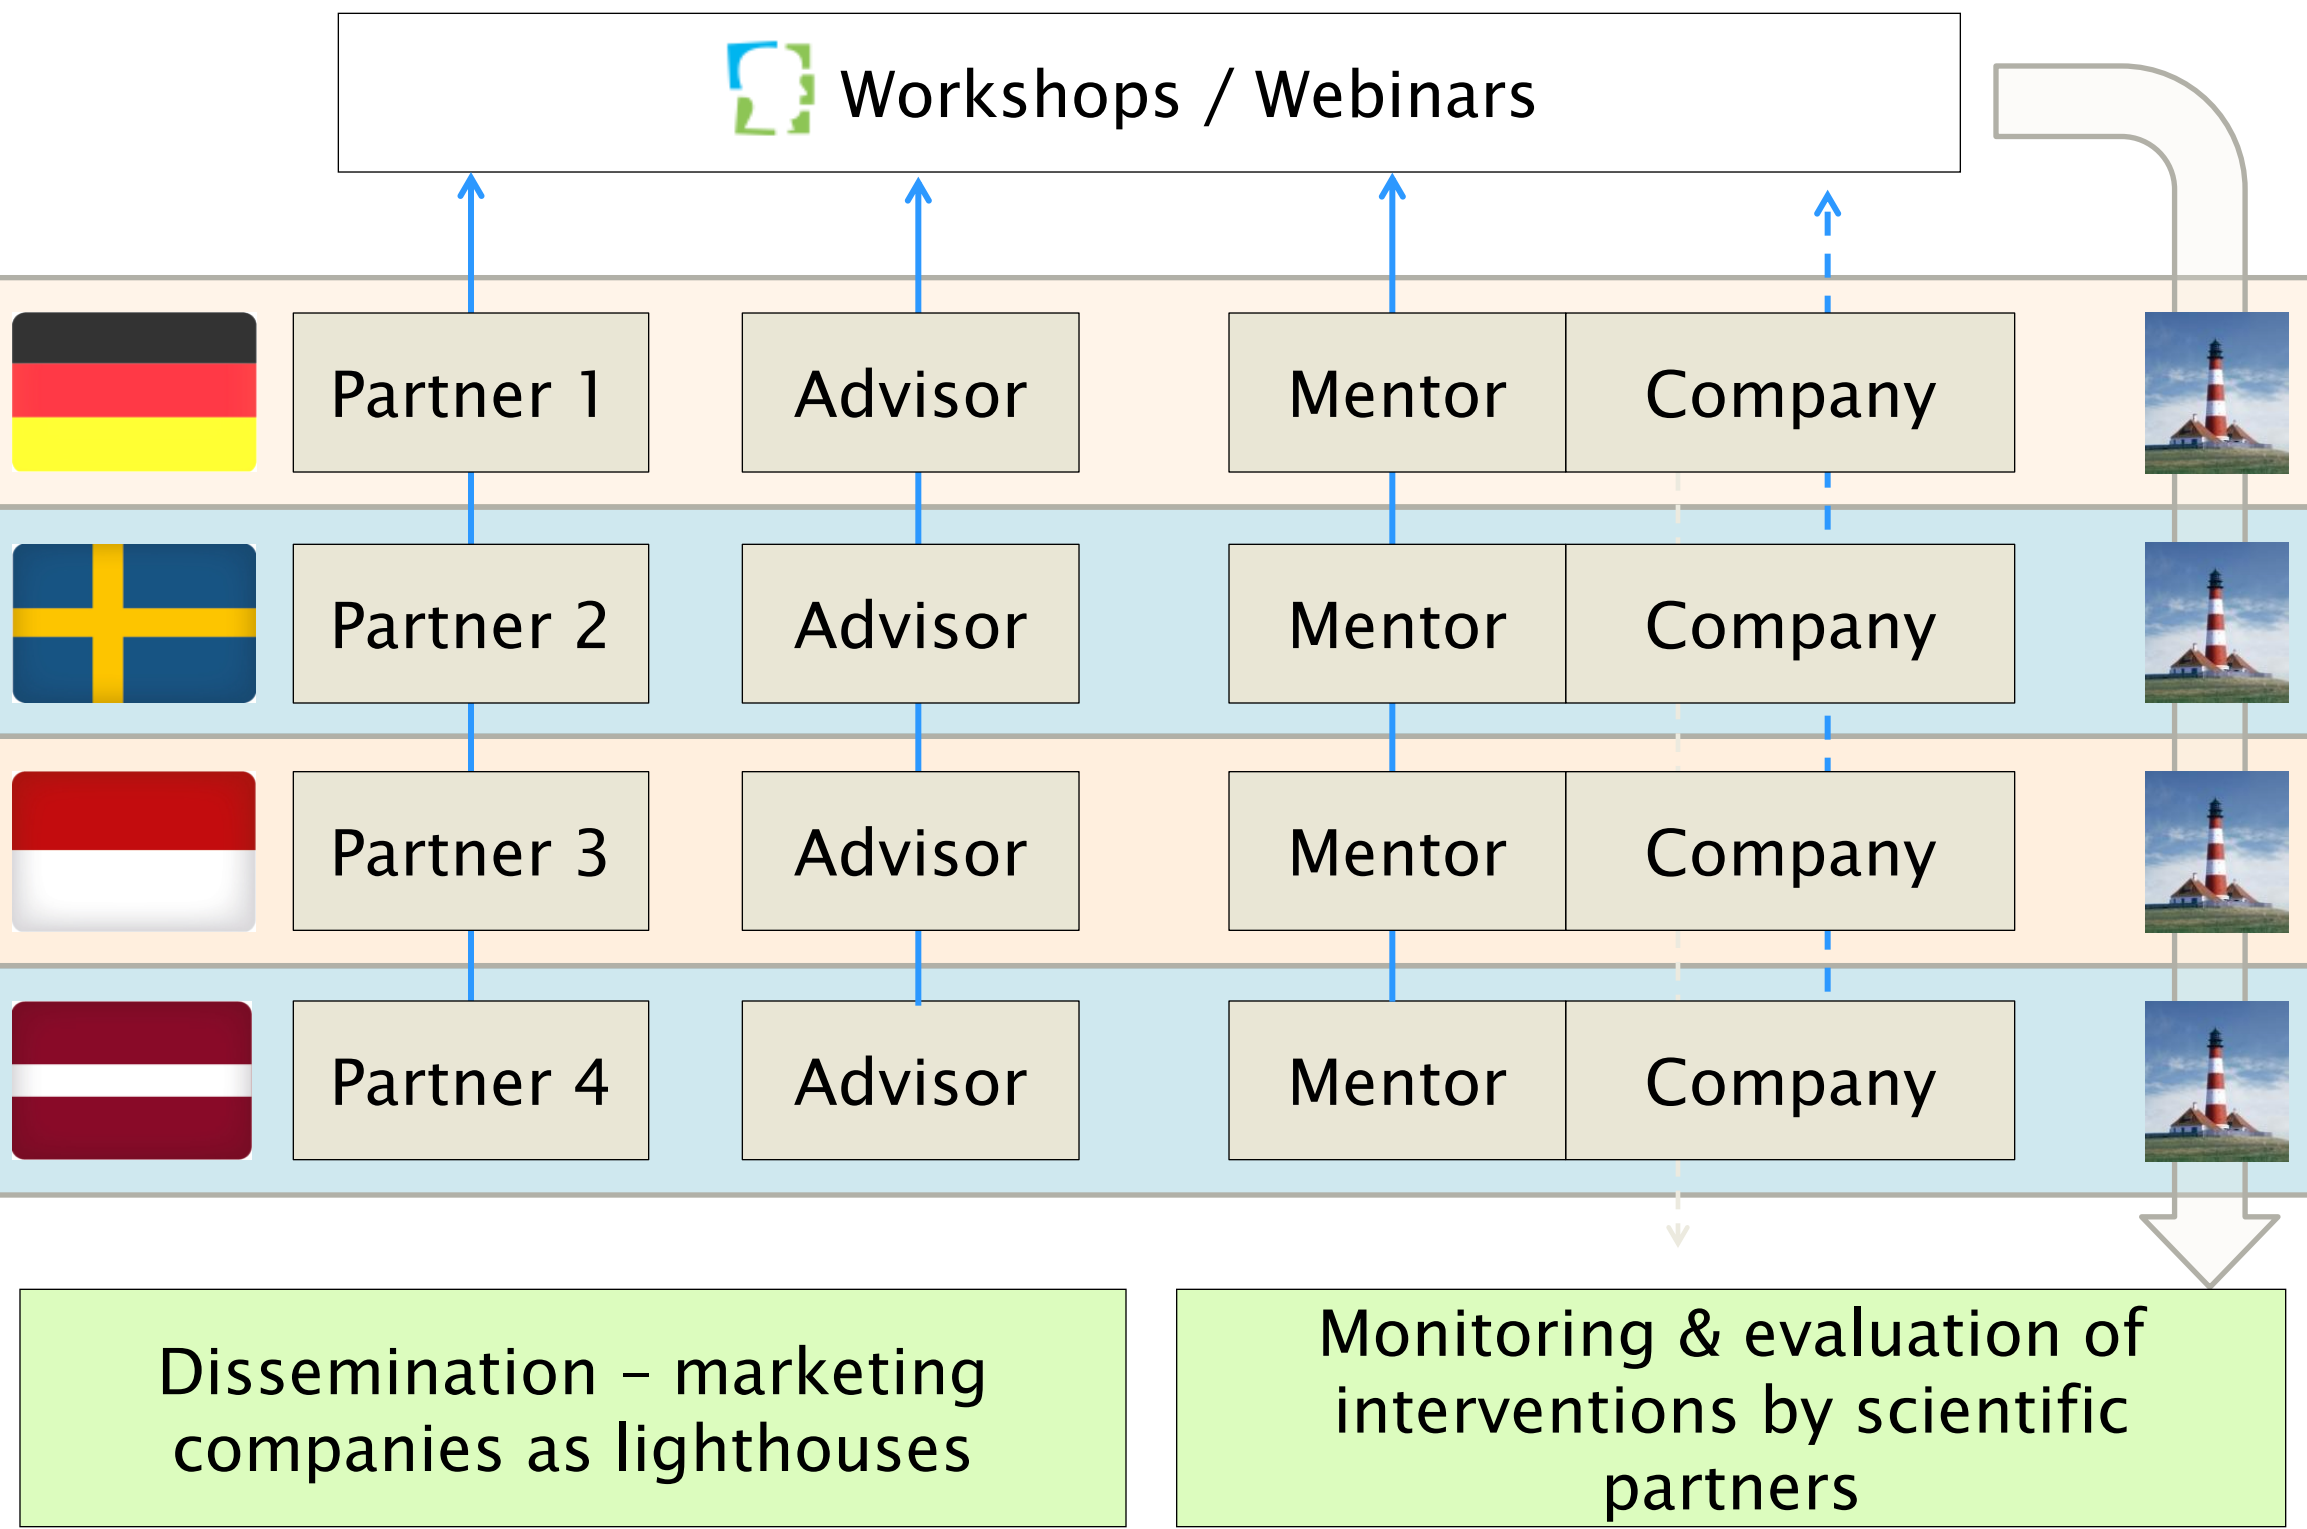 Workshops / Webinars
Partner 1
Advisor
Mentor
Company
Partner 2
Advisor
Mentor
Company
Partner 3
Advisor
Mentor
Company
Partner 4
Advisor
Mentor
Company
Dissemination – marketing
companies as lighthouses
Monitoring & evaluation of
interventions by scientific
partners